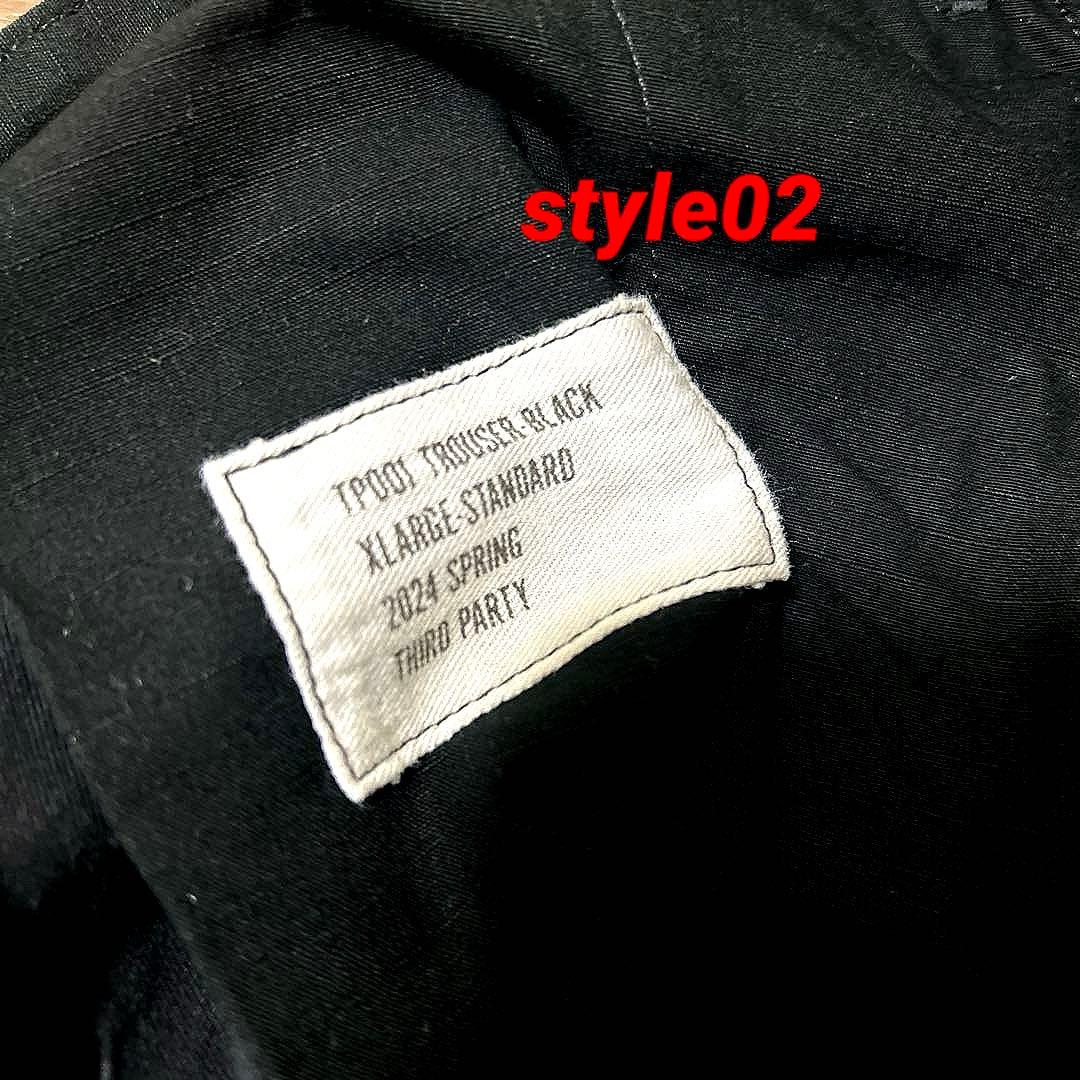 style02
TP001 TROUSER-BLACK
XLARGE-STANDARD
2024 SPRING
THIRD PARTY